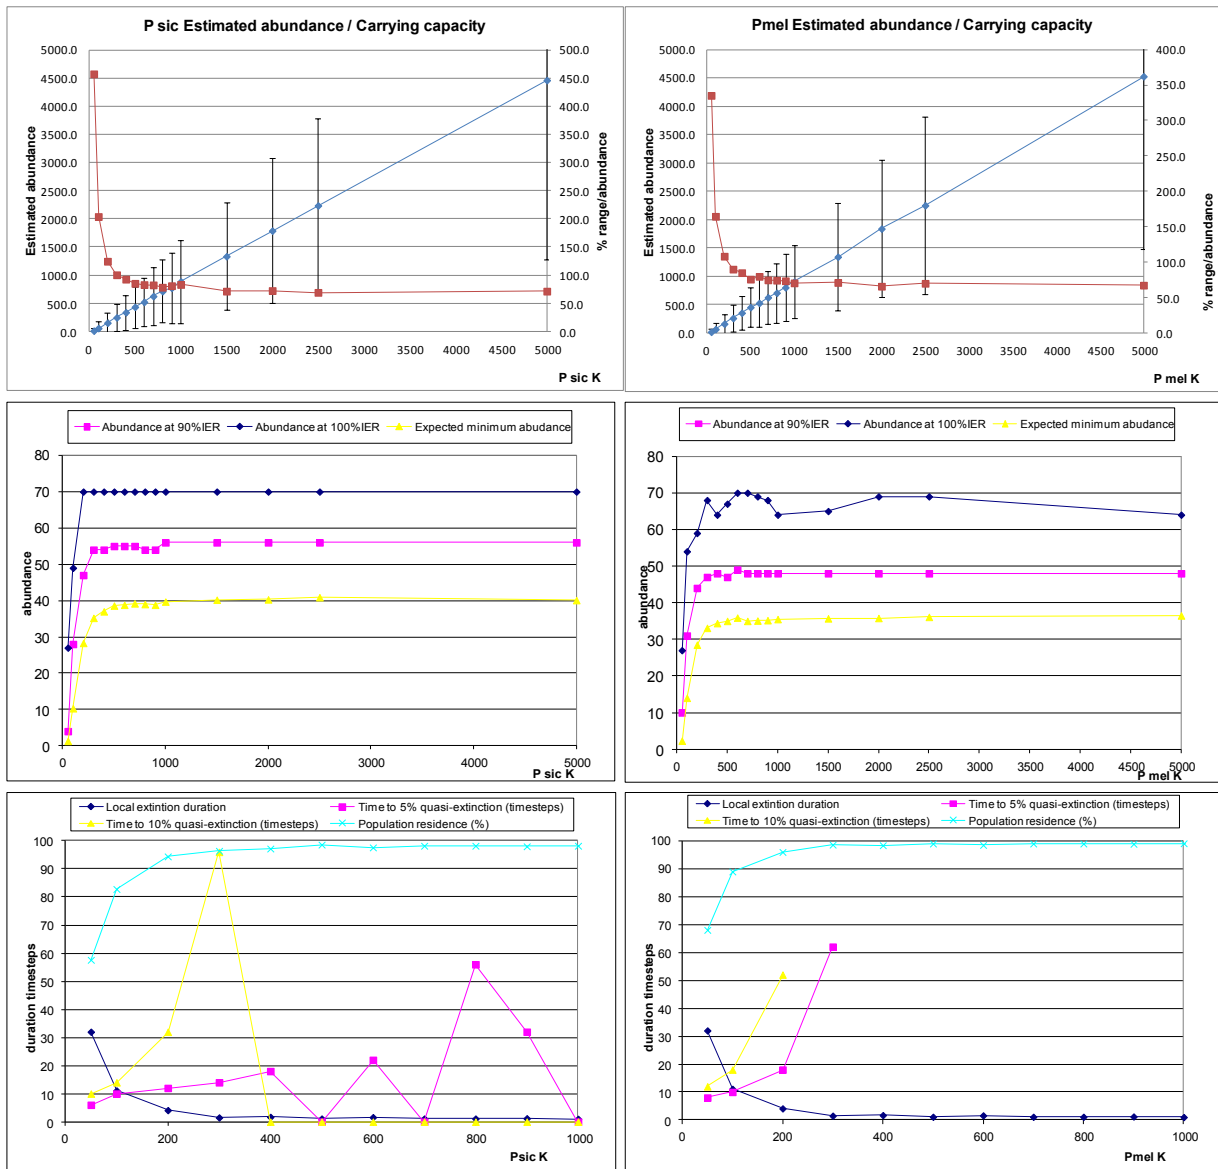 P sic Estimated abundance / Carrying capacity
5000.0
4500.0
4000.0
3500.0
3000.0
2500.0
2000.0
1500.0
1000.0
500.0
0.0
Estimated abundance
500.0
450.0
400.0
350.0
300.0
250.0
200.0
150.0
100.0
50.0
0.0
% range/abundance
0 500 1000 1500 2000 2500 3000 3500 4000 4500 5000
P sic K
Pmel Estimated abundance / Carrying capacity
5000.0
4500.0
4000.0
3500.0
3000.0
2500.0
2000.0
1500.0
1000.0
500.0
0.0
Estimated abundance
400.0
350.0
300.0
250.0
200.0
150.0
100.0
50.0
0.0
% range/abundance
0 500 1000 1500 2000 2500 3000 3500 4000 4500 5000
P mel K
Abundance at 90%IER Abundance at 100%IER Expected minimum abudance
80
70
60
50
40
30
20
10
0
abundance
0 1000 2000 3000 4000 5000
P sic K
Abundance at 90%IER Abundance at 100%IER Expected minimum abudance
80
70
60
50
40
30
20
10
0
abundance
0 500 1000 1500 2000 2500 3000 3500 4000 4500 5000
P mel K
Local extintion duration Time to 5% quasi-extinction (timesteps)
Time to 10% quasi-extinction (timesteps) Population residence (%)
100
90
80
70
60
50
40
30
20
10
0
duration timesteps
0 200 400 600 800 1000
Psic K
Local extintion duration Time to 5% quasi-extinction (timesteps)
Time to 10% quasi-extinction (timesteps) Population residence (%)
100
90
80
70
60
50
40
30
20
10
0
duration timesteps
0 200 400 600 800 1000
Pmel K